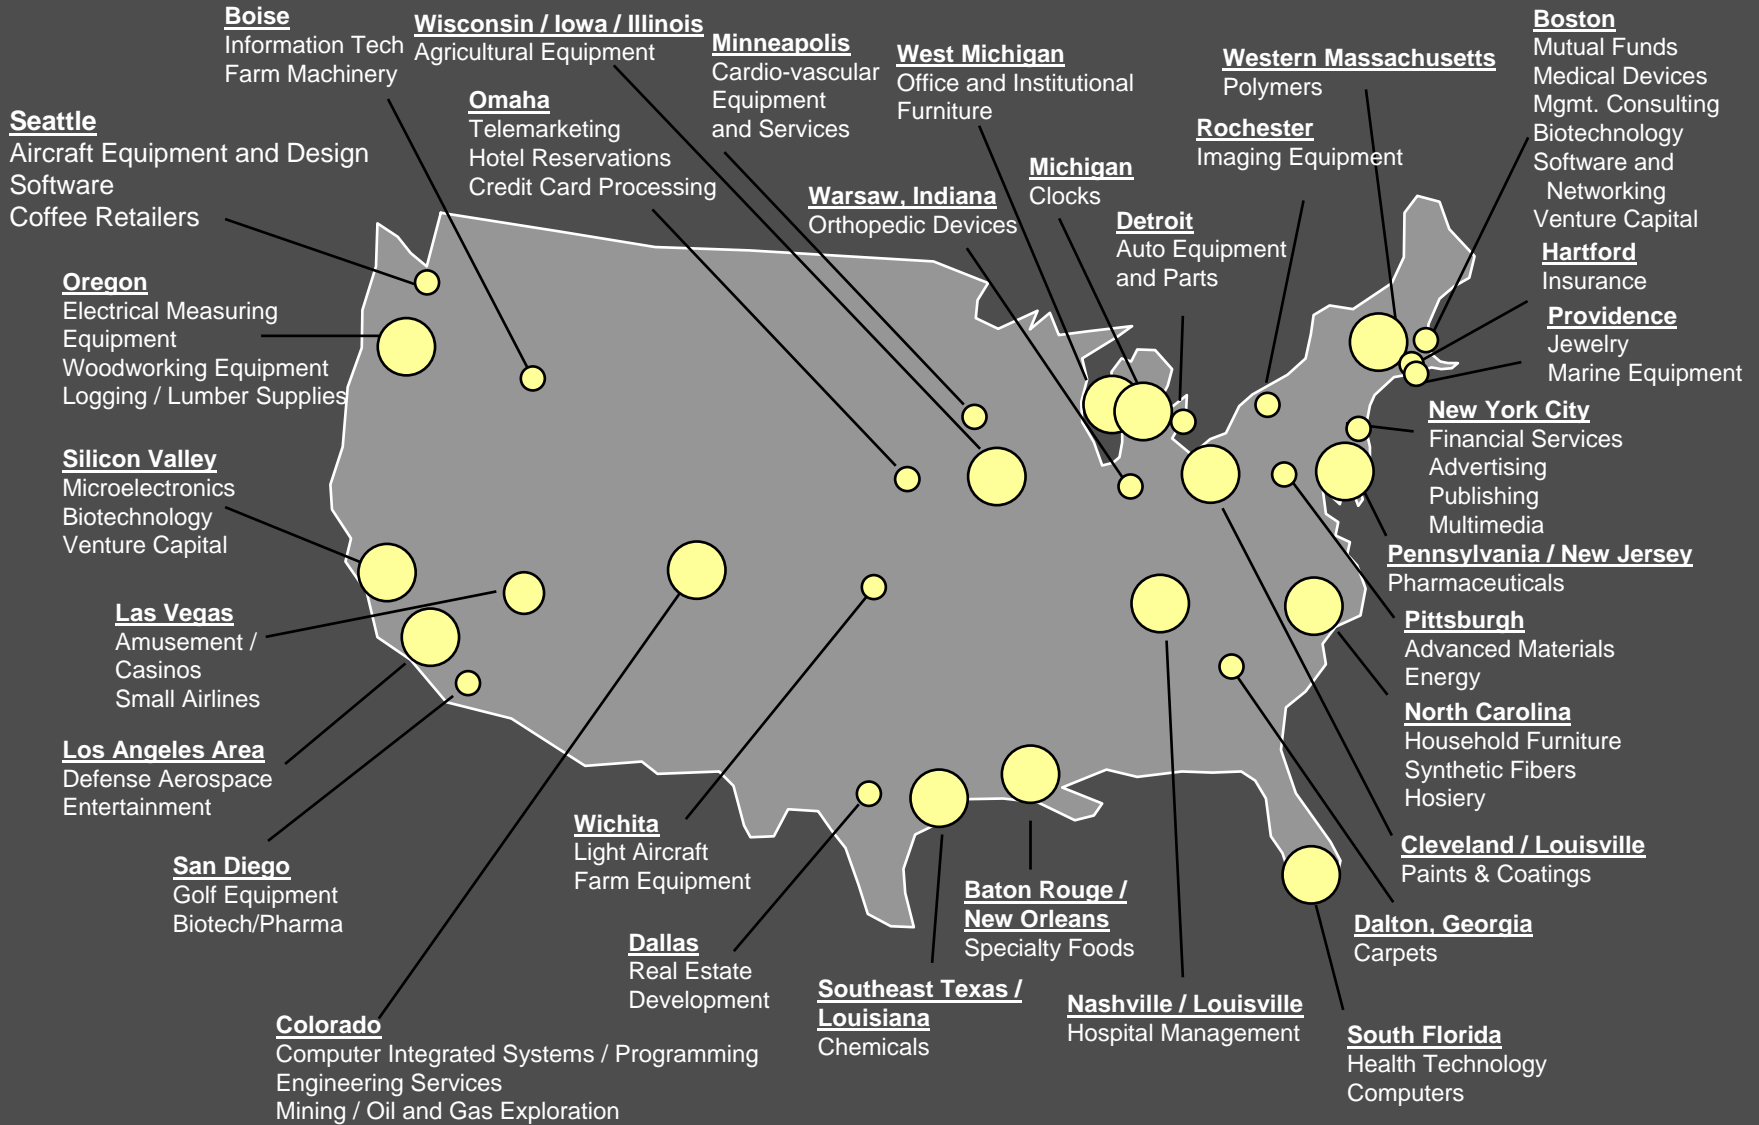 Boise
Information Tech
Farm Machinery
Wisconsin / Iowa / Illinois
Agricultural Equipment
Minneapolis
Cardio-vascular
Equipment
and Services
West Michigan
Office and Institutional
Furniture
Western Massachusetts
Polymers
Boston
Mutual Funds
Medical Devices
Mgmt. Consulting
Biotechnology
Software and
Networking
Venture Capital
Seattle
Aircraft Equipment and Design
Software
Coffee Retailers
Omaha
Telemarketing
Hotel Reservations
Credit Card Processing
Warsaw, Indiana
Orthopedic Devices
Michigan
Clocks
Rochester
Imaging Equipment
Detroit
Auto Equipment
and Parts
Hartford
Insurance
Providence
Jewelry
Marine Equipment
Oregon
Electrical Measuring
Equipment
Woodworking Equipment
Logging / Lumber Supplies
New York City
Financial Services
Advertising
Publishing
Multimedia
Silicon Valley
Microelectronics
Biotechnology
Venture Capital
Pennsylvania / New Jersey
Pharmaceuticals
Las Vegas
Amusement /
Casinos
Small Airlines
Pittsburgh
Advanced Materials
Energy
North Carolina
Household Furniture
Synthetic Fibers
Hosiery
Los Angeles Area
Defense Aerospace
Entertainment
Wichita
Light Aircraft
Farm Equipment
Cleveland / Louisville
Paints & Coatings
San Diego
Golf Equipment
Biotech/Pharma
Baton Rouge /
New Orleans
Specialty Foods
Dalton, Georgia
Carpets
Dallas
Real Estate
Development
Southeast Texas /
Louisiana
Chemicals
Nashville / Louisville
Hospital Management
Colorado
Computer Integrated Systems / Programming
Engineering Services
Mining / Oil and Gas Exploration
South Florida
Health Technology
Computers